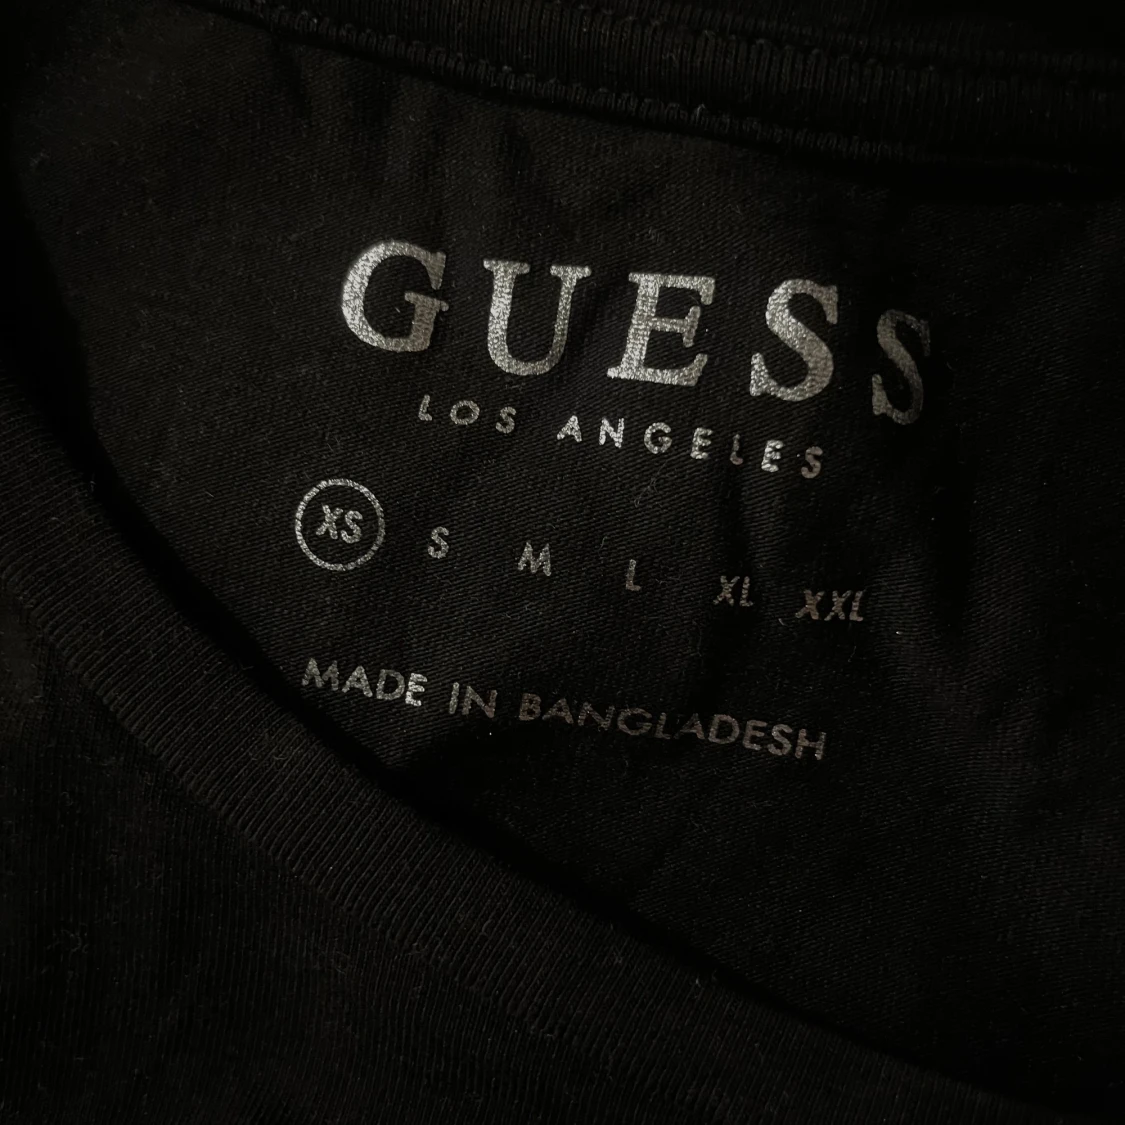 GUESS
LOS ANGELES
XS S M L XL XXL
MADE IN BANGLADESH